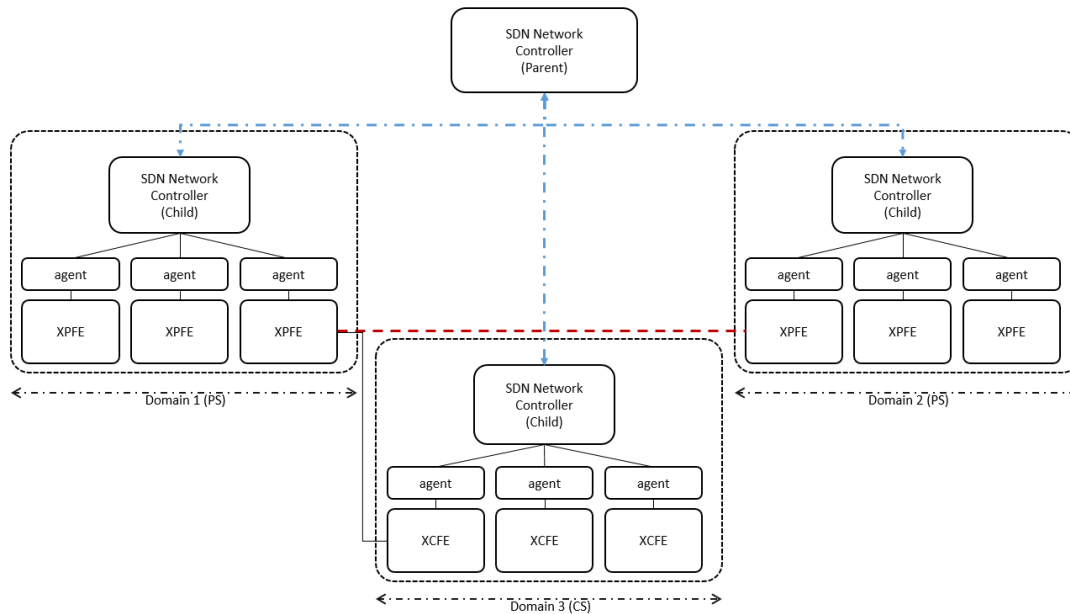 SDN Network
Controller
(Parent)
SDN Network
Controller
(Child)
agent
agent
agent
XPFE
XPFE
XPFE
Domain 1 (PS)
SDN Network
Controller
(Child)
agent
agent
agent
XPFE
XPFE
XPFE
Domain 2 (PS)
SDN Network
Controller
(Child)
agent
agent
agent
XCFE
XCFE
XCFE
Domain 3 (CS)